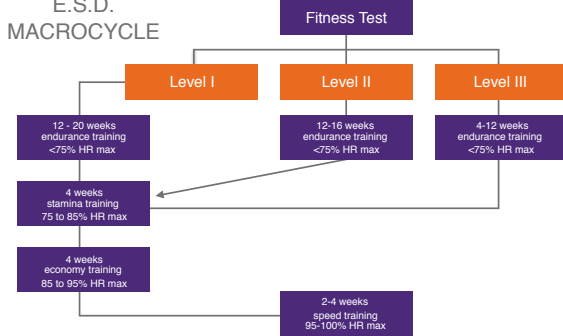 E.S.D.
MACROCYCLE
Fitness Test
Level I
Level II
Level III
12 - 20 weeks
endurance training
<75% HR max
12-16 weeks
endurance training
<75% HR max
4-12 weeks
endurance training
<75% HR max
4 weeks
stamina training
75 to 85% HR max
4 weeks
economy training
85 to 95% HR max
2-4 weeks
speed training
95-100% HR max